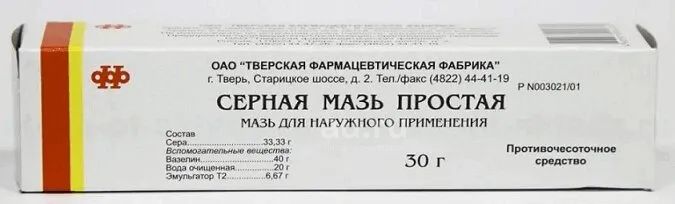 ОАО "ТВЕРСКАЯ ФАРМАЦЕВТИЧЕСКАЯ ФАБРИКА"
г. Тверь, Старицкое шоссе, д. 2. Тел./факс (4822) 44-41-19
Р N003021/01
СЕРНАЯ МАЗЬ ПРОСТАЯ
МАЗЬ ДЛЯ НАРУЖНОГО ПРИМЕНЕНИЯ
Состав
Сера 33,33 г
Вспомогательные вещества:
Вазелин 40 г
Вода очищенная 20 г
Эмульгатор Т2 6,67 г
30 г
Противочесоточное
средство